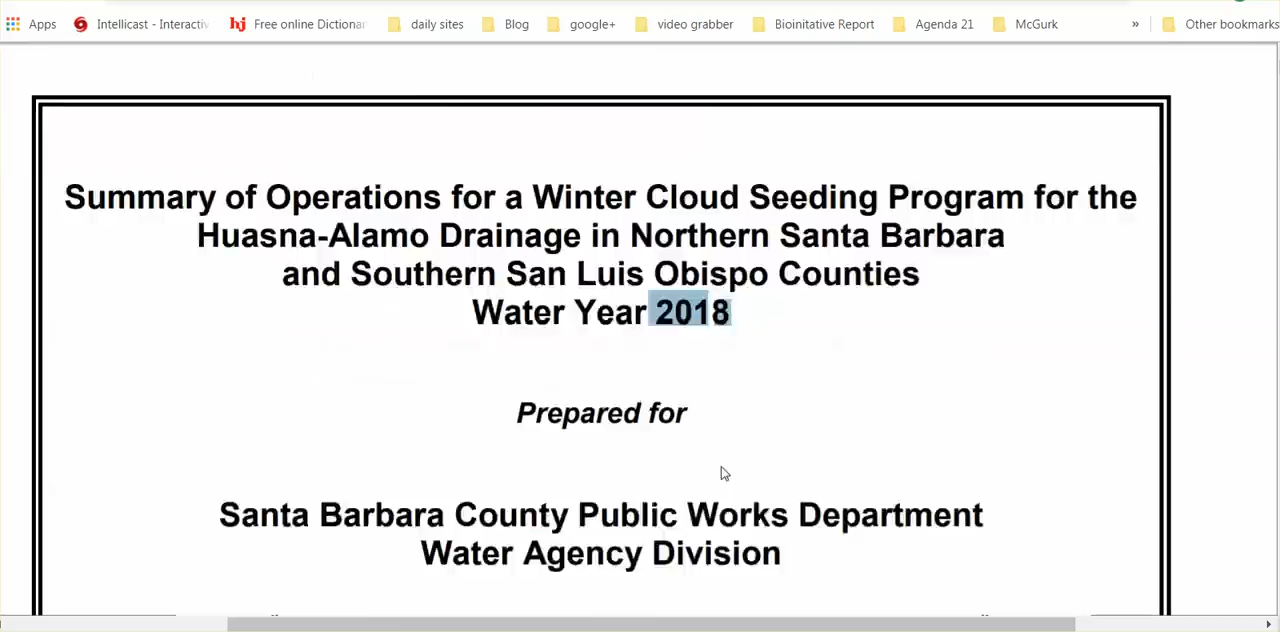 Apps Intellicast - Interactiv Free online Dictionar daily sites Blog google+ video grabber Bioinitative Report Agenda 21 McGurk » Other bookmarks
Summary of Operations for a Winter Cloud Seeding Program for the
Huasna-Alamo Drainage in Northern Santa Barbara
and Southern San Luis Obispo Counties
Water Year 2018
Prepared for
Santa Barbara County Public Works Department
Water Agency Division